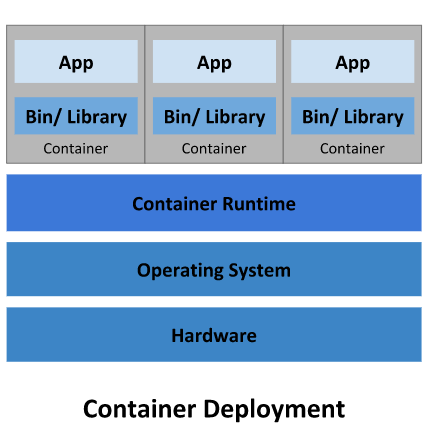 App App App
Bin/ Library Bin/ Library Bin/ Library
Container Container Container
Container Runtime
Operating System
Hardware
Container Deployment